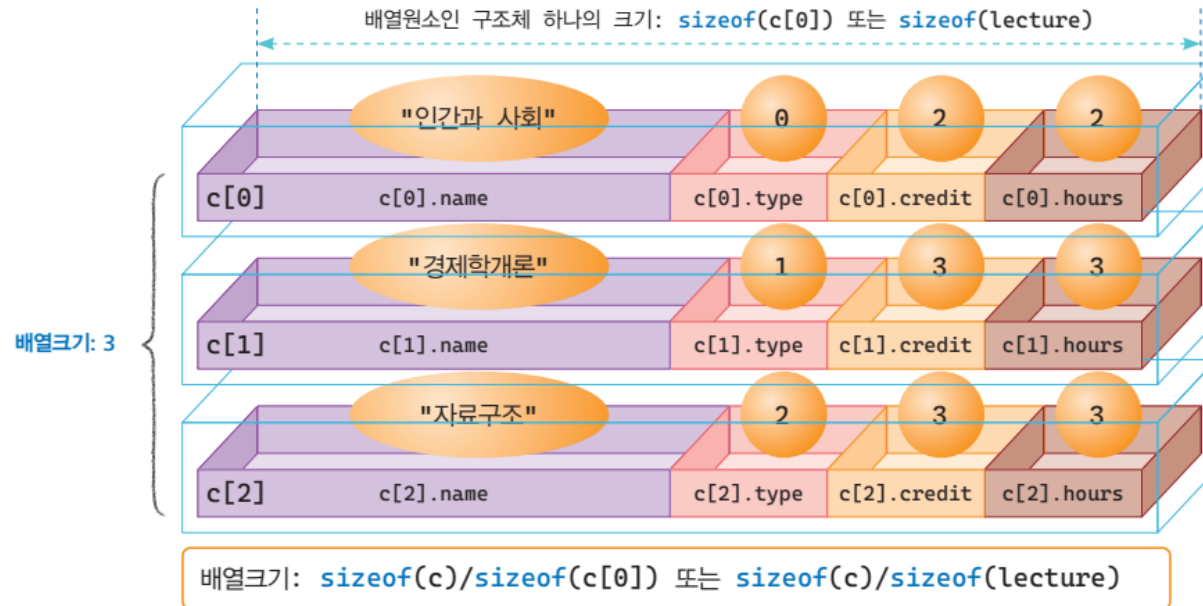 배열원소인 구조체 하나의 크기: sizeof(c[0]) 또는 sizeof(lecture)
"인간과 사회" 0 2 2
c[0] c[0].name c[0].type c[0].credit c[0].hours
"경제학개론" 1 3 3
배열크기: 3
c[1] c[1].name c[1].type c[1].credit c[1].hours
"자료구조" 2 3 3
c[2] c[2].name c[2].type c[2].credit c[2].hours
배열크기: sizeof(c)/sizeof(c[0]) 또는 sizeof(c)/sizeof(lecture)